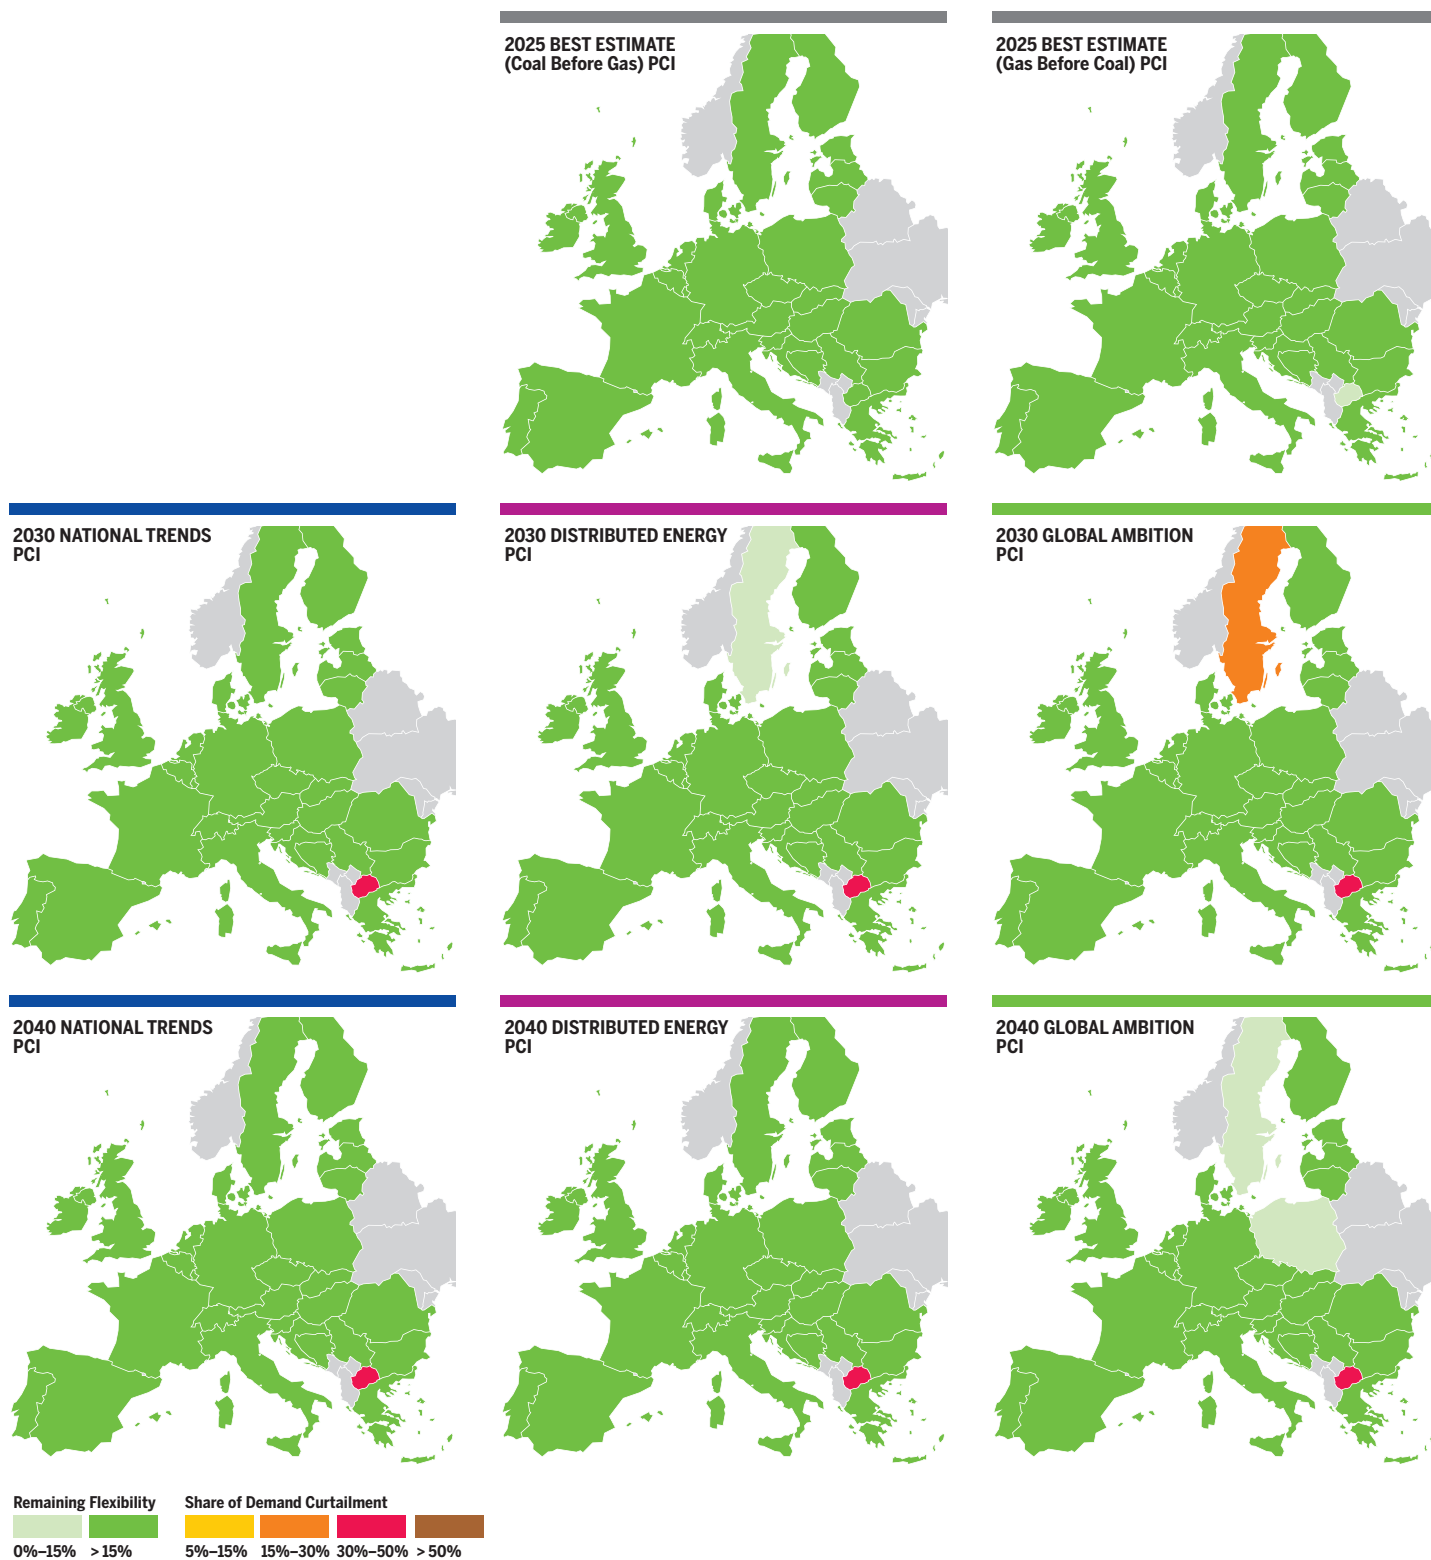 2025 BEST ESTIMATE
(Coal Before Gas) PCI
2025 BEST ESTIMATE
(Gas Before Coal) PCI
2030 NATIONAL TRENDS
PCI
2030 DISTRIBUTED ENERGY
PCI
2030 GLOBAL AMBITION
PCI
2040 NATIONAL TRENDS
PCI
2040 DISTRIBUTED ENERGY
PCI
2040 GLOBAL AMBITION
PCI
Remaining Flexibility
0%–15% > 15%
Share of Demand Curtailment
5%–15% 15%–30% 30%–50% > 50%